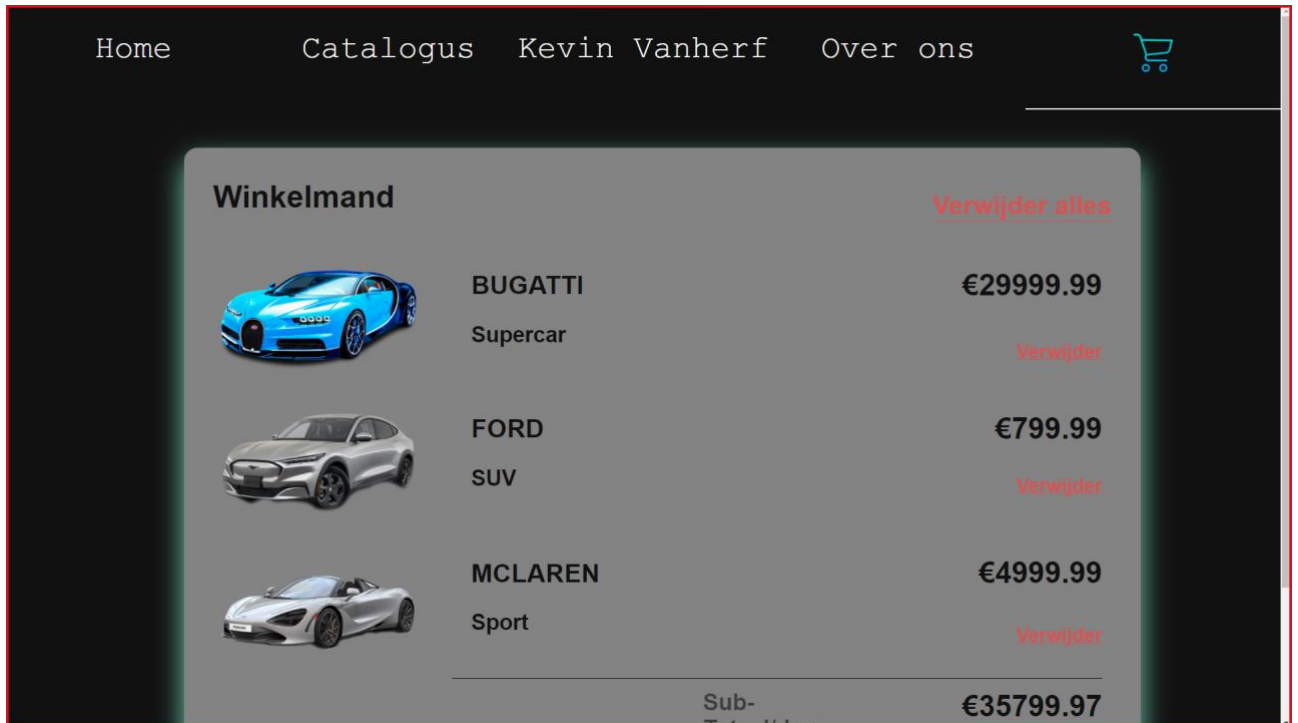 Home Catalogus Kevin Vanherf Over ons
Winkelmand
Verwijder alles
BUGATTI €29999.99
Supercar
Verwijder
FORD €799.99
SUV
Verwijder
MCLAREN €4999.99
Sport
Verwijder
Sub- €35799.97